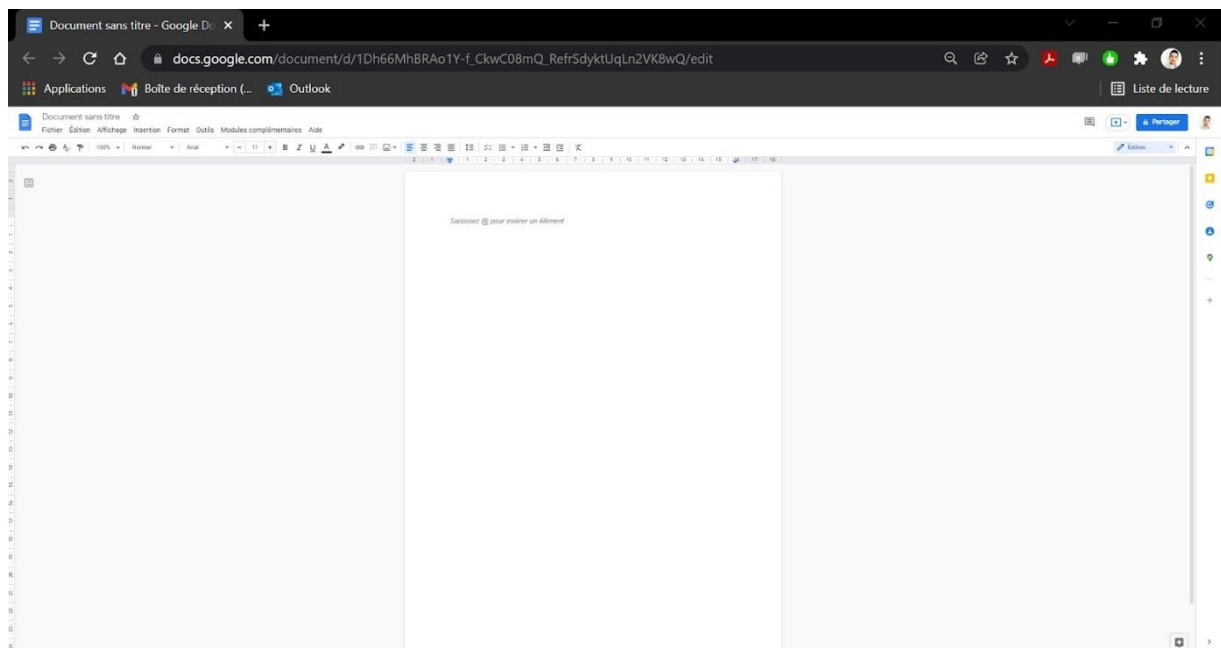 Document sans titre - Google Do
docs.google.com/document/d/1Dh66MhBRAo1Y-f_CkwC08mQ_RefrSdyktUqLn2VK8wQ/edit
Applications Boîte de réception (... Outlook Liste de lecture
Document sans titre
Fichier Édition Affichage Insertion Format Outils Modules complémentaires Aide
Partager
100% Normal Arial 11 B I U A Édition
Saisissez @ pour insérer un élément